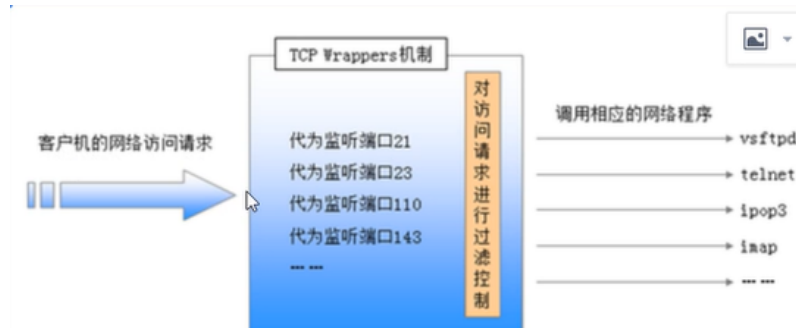 TCP Wrappers机制
客户机的网络访问请求
代为监听端口21
代为监听端口23
代为监听端口110
代为监听端口143
… …
对访问请求进行过滤控制
调用相应的网络程序
vsftpd
telnet
ipop3
imap
… …